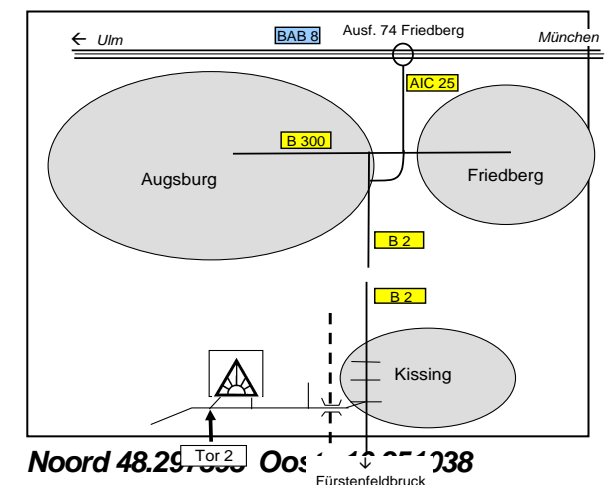 ← Ulm
BAB 8
Ausf. 74 Friedberg
München
AIC 25
B 300
Augsburg
Friedberg
B 2
B 2
Kissing
Tor 2
Noord
Fürstenfeldbruck